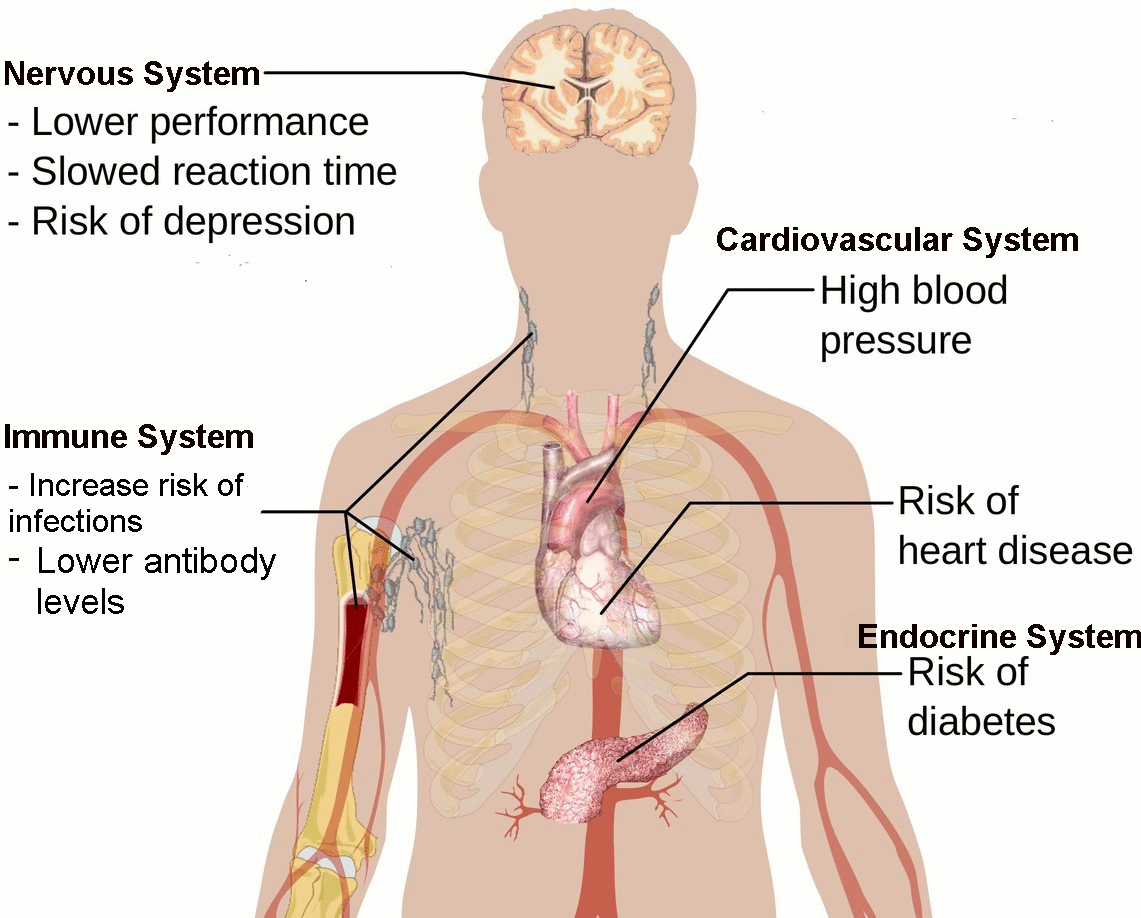 Nervous System
- Lower performance
- Slowed reaction time
- Risk of depression
Cardiovascular System
High blood
pressure
Immune System
- Increase risk of
infections
- Lower antibody
levels
Risk of
heart disease
Endocrine System
Risk of
diabetes